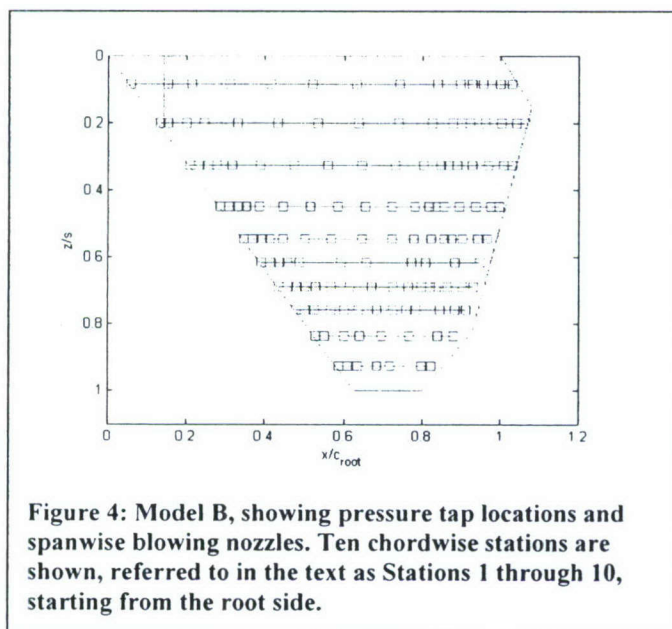 0
0.2
0.4
0.6
0.8
1
z/s
0 0.2 0.4 0.6 0.8 1 1.2
x/c_root
Figure 4: Model B, showing pressure tap locations and
spanwise blowing nozzles. Ten chordwise stations are
shown, referred to in the text as Stations 1 through 10,
starting from the root side.